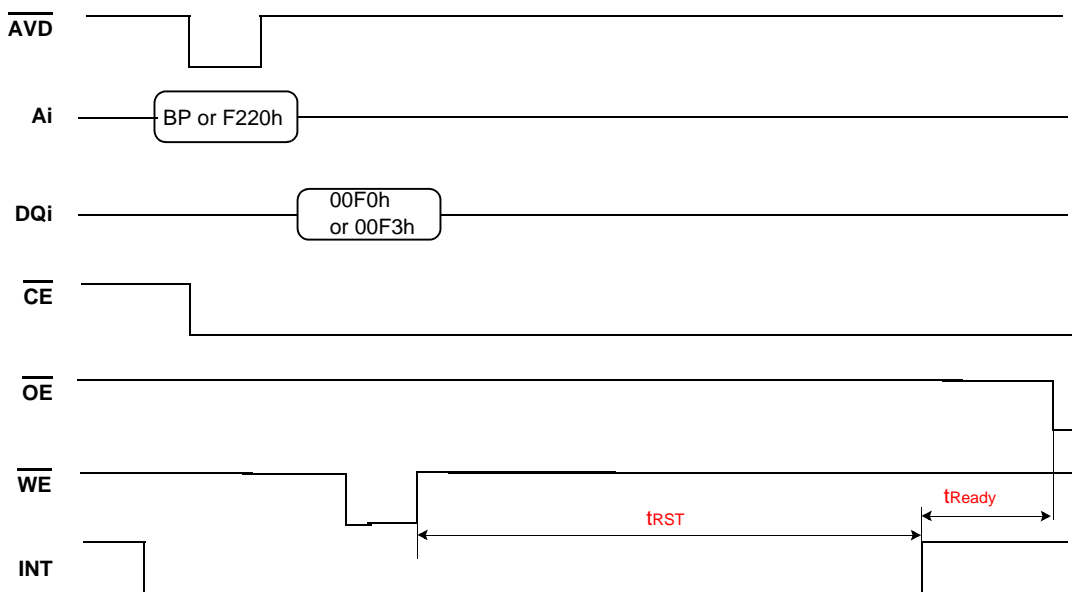 AVD
Ai
BP or F220h
DQi
00F0h
or 00F3h
CE
OE
WE
tRST
tReady
INT